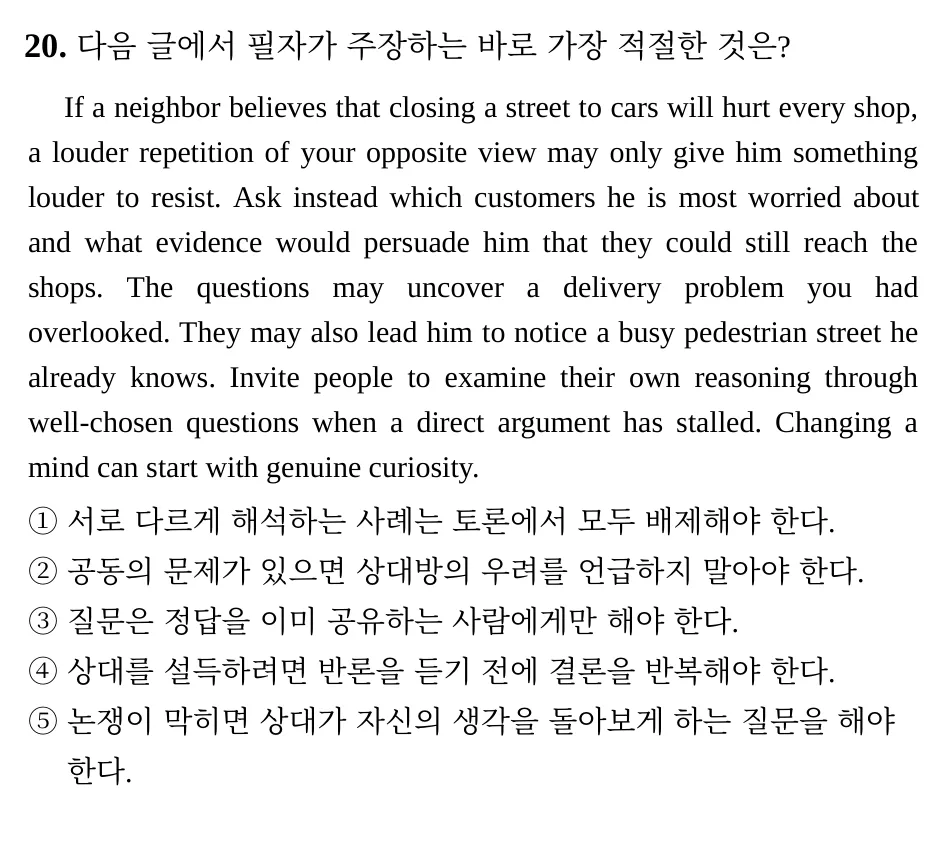 20. 다음 글에서 필자가 주장하는 바로 가장 적절한 것은?
If a neighbor believes that closing a street to cars will hurt every shop,
a louder repetition of your opposite view may only give him something
louder to resist. Ask instead which customers he is most worried about
and what evidence would persuade him that they could still reach the
shops. The questions may uncover a delivery problem you had
overlooked. They may also lead him to notice a busy pedestrian street he
already knows. Invite people to examine their own reasoning through
well-chosen questions when a direct argument has stalled. Changing a
mind can start with genuine curiosity.
① 서로 다르게 해석하는 사례는 토론에서 모두 배제해야 한다.
② 공동의 문제가 있으면 상대방의 우려를 언급하지 말아야 한다.
③ 질문은 정답을 이미 공유하는 사람에게만 해야 한다.
④ 상대를 설득하려면 반론을 듣기 전에 결론을 반복해야 한다.
⑤ 논쟁이 막히면 상대가 자신의 생각을 돌아보게 하는 질문을 해야
한다.